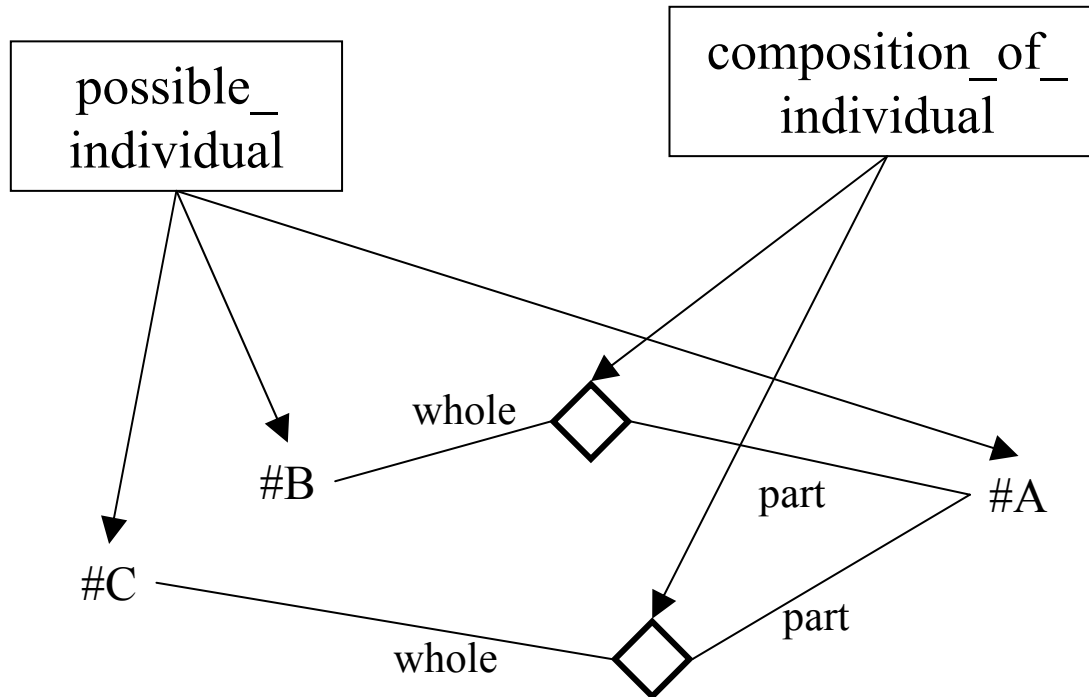 possible_
individual
composition_of_
individual
whole
#B
part
#A
#C
part
whole